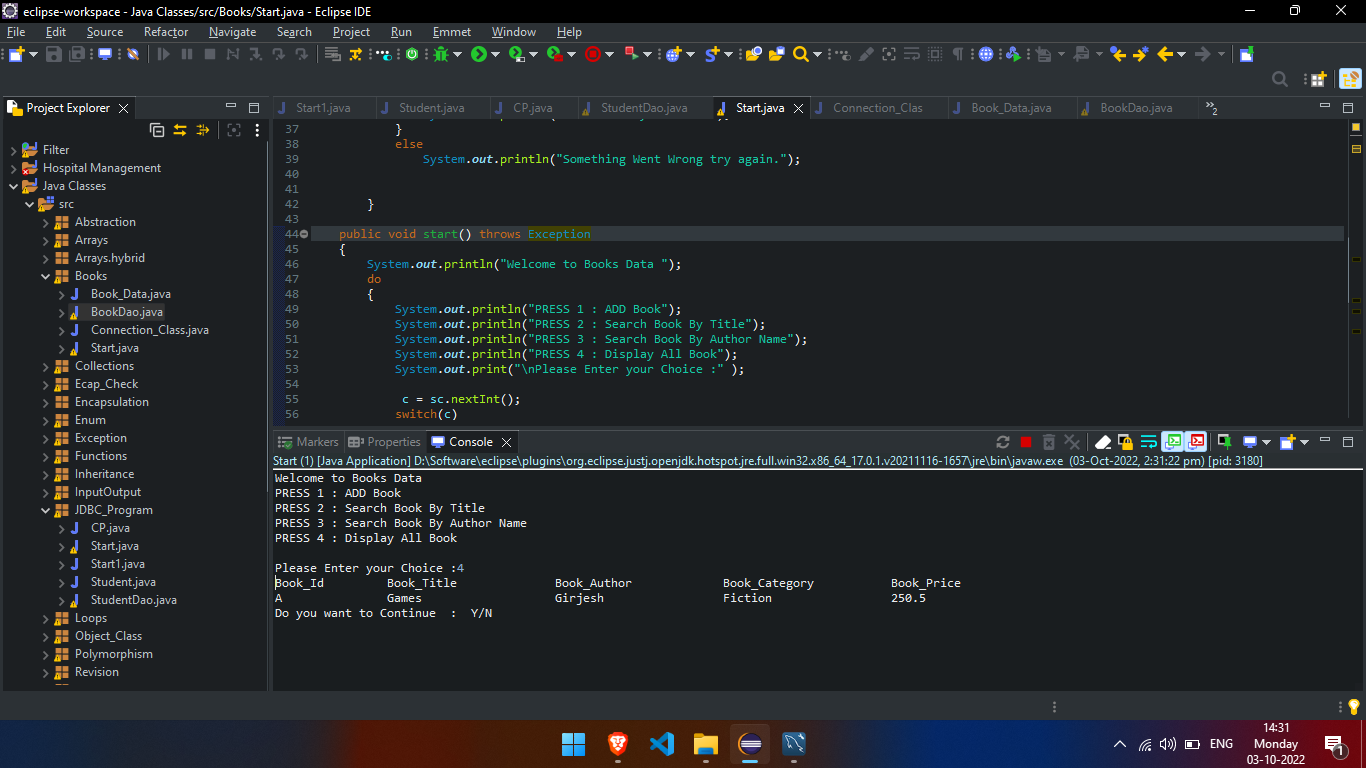 eclipse-workspace - Java Classes/src/Books/Start.java - Eclipse IDE
File Edit Source Refactor Navigate Search Project Run Emmet Window Help
Project Explorer
Filter
Hospital Management
Java Classes
src
Abstraction
Arrays
Arrays.hybrid
Books
Book_Data.java
BookDao.java
Connection_Class.java
Start.java
Collections
Ecap_Check
Encapsulation
Enum
Exception
Functions
Inheritance
InputOutput
JDBC_Program
CP.java
Start.java
Start1.java
Student.java
StudentDao.java
Loops
Object_Class
Polymorphism
Revision
Start1.java Student.java CP.java StudentDao.java Start.java Connection_Clas Book_Data.java BookDao.java »2
37 }
38 else
39 System.out.println("Something Went Wrong try again.");
40
41
42 }
43
44 public void start() throws Exception
45 {
46 System.out.println("Welcome to Books Data ");
47 do
48 {
49 System.out.println("PRESS 1 : ADD Book");
50 System.out.println("PRESS 2 : Search Book By Title");
51 System.out.println("PRESS 3 : Search Book By Author Name");
52 System.out.println("PRESS 4 : Display All Book");
53 System.out.print("\nPlease Enter your Choice :" );
54
55 c = sc.nextInt();
56 switch(c)
Markers Properties Console
Start (1) [Java Application] D:\Software\eclipse\plugins\org.eclipse.justj.openjdk.hotspot.jre.full.win32.x86_64_17.0.1.v20211116-1657\jre\bin\javaw.exe (03-Oct-2022, 2:31:22 pm) [pid: 3180]
Welcome to Books Data
PRESS 1 : ADD Book
PRESS 2 : Search Book By Title
PRESS 3 : Search Book By Author Name
PRESS 4 : Display All Book
Please Enter your Choice :4
Book_Id Book_Title Book_Author Book_Category Book_Price
A Games Girjesh Fiction 250.5
Do you want to Continue : Y/N
ENG
14:31
Monday
03-10-2022
1